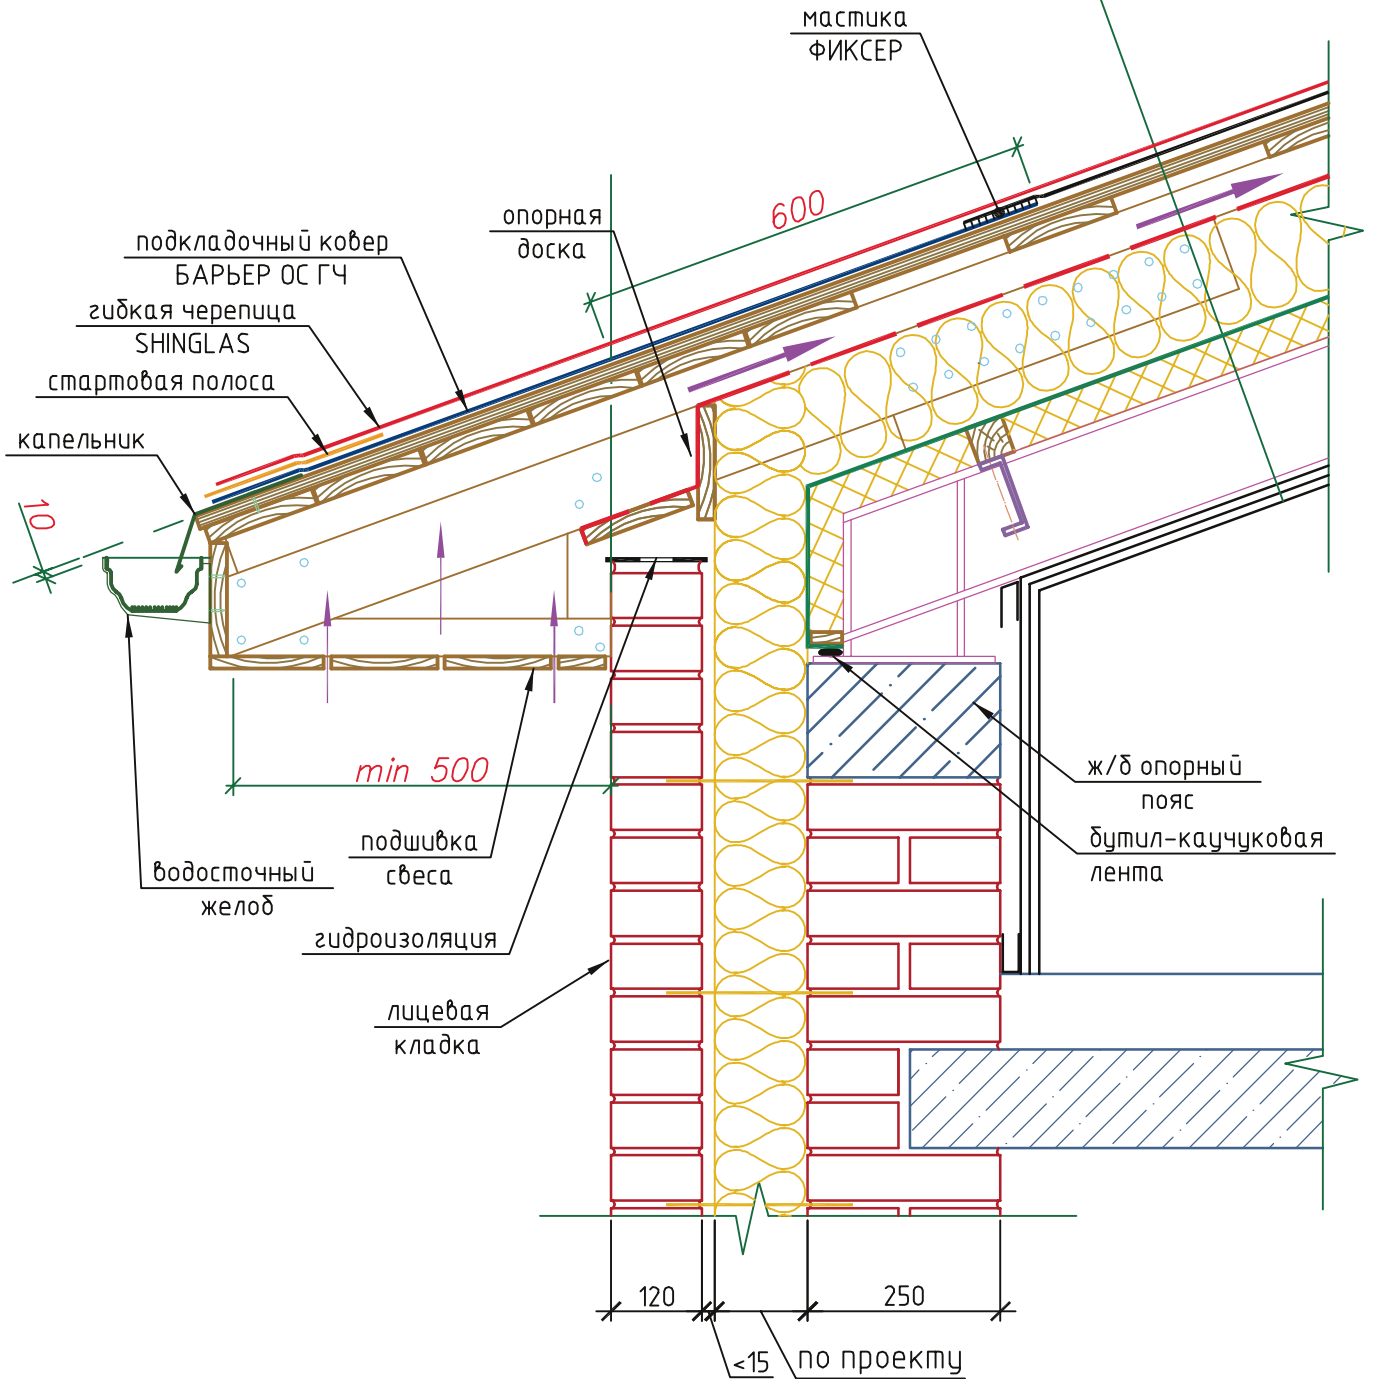 мастика
ФИКСЕР
600
опорная
доска
подкладочный ковер
БАРЬЕР ОС ГЧ
гибкая черепица
SHINGLAS
стартовая полоса
капельник
10
min 500
ж/б опорный
пояс
подшивка
свеса
бутил-каучуковая
лента
водосточный
желоб
гидроизоляция
лицевая
кладка
120
250
<15
по проекту